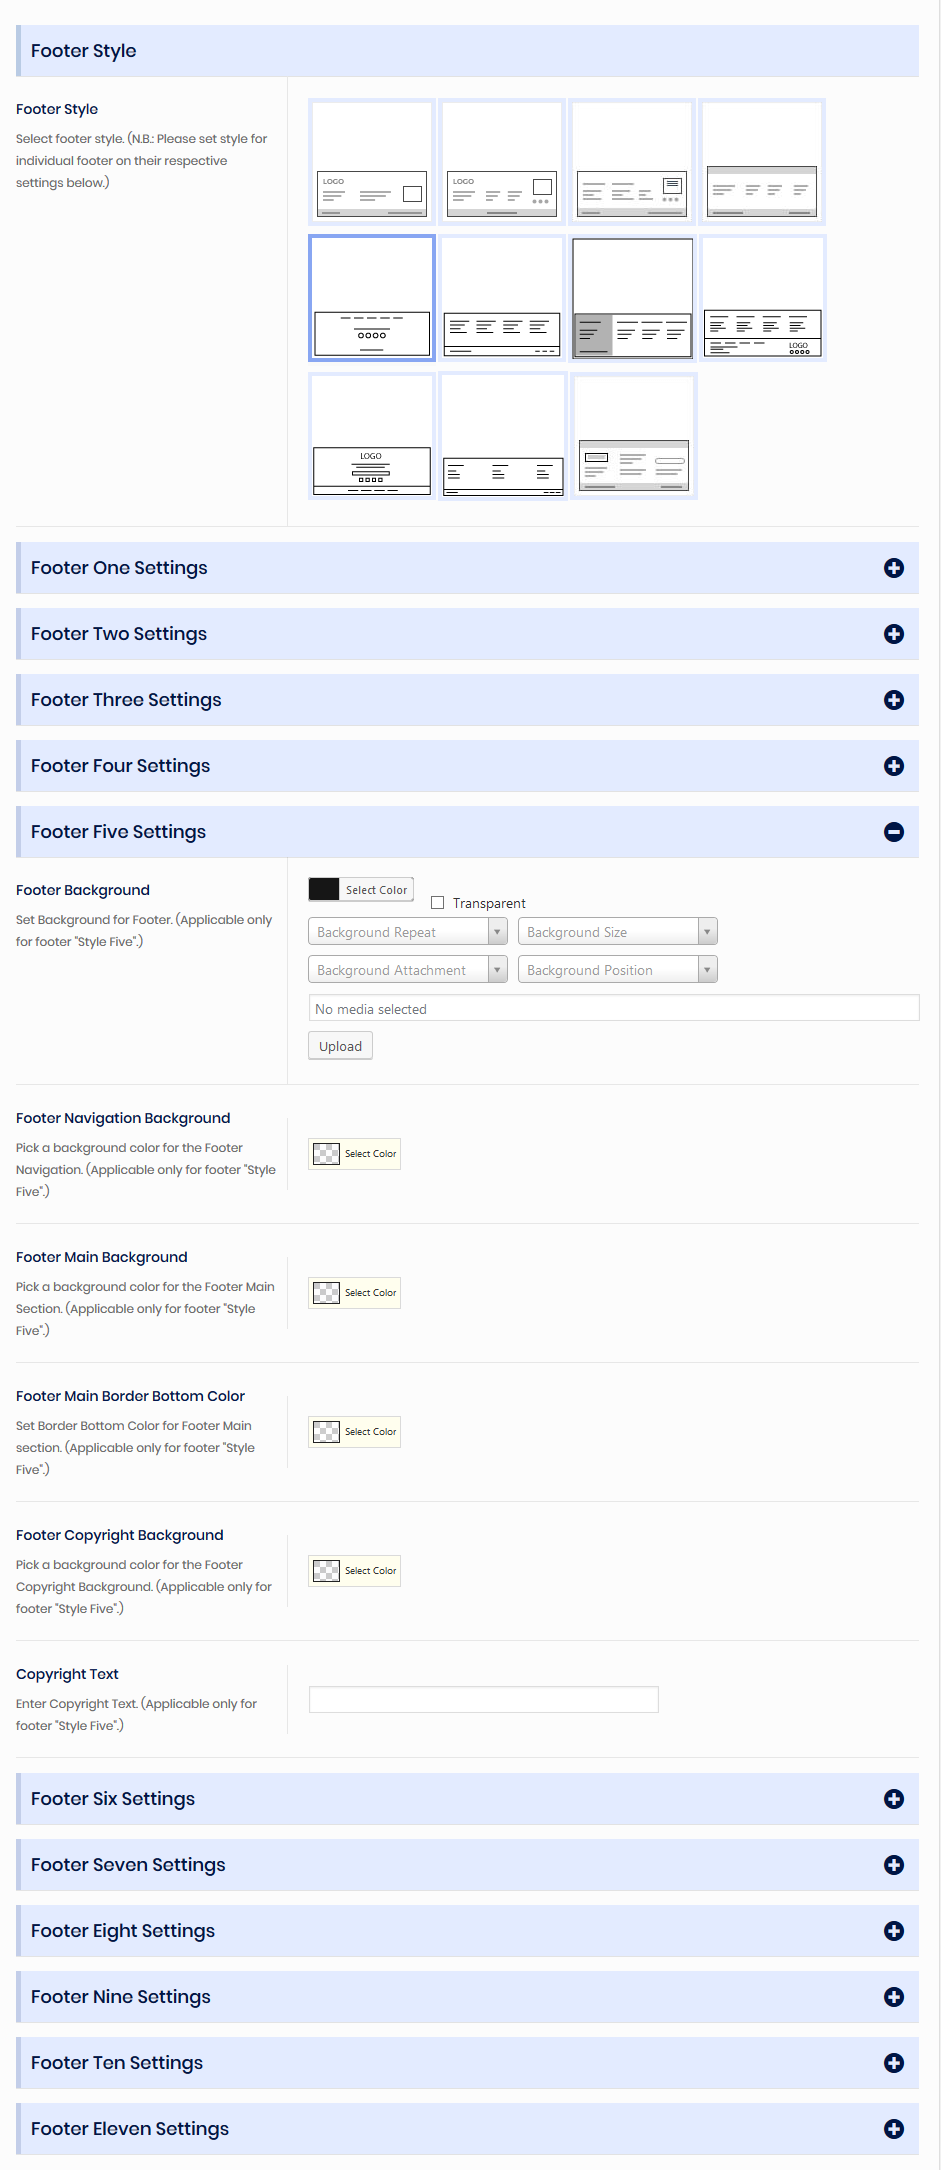 Footer Style
Footer Style
Select footer style. (N.B.: Please set style for
individual footer on their respective
settings below.)
LOGO
LOGO
LOGO
LOGO
Footer One Settings
Footer Two Settings
Footer Three Settings
Footer Four Settings
Footer Five Settings
Footer Background
Set Background for Footer. (Applicable only
for footer "Style Five".)
Select Color
Transparent
Background Repeat
Background Size
Background Attachment
Background Position
No media selected
Upload
Footer Navigation Background
Pick a background color for the Footer
Navigation. (Applicable only for footer "Style
Five".)
Select Color
Footer Main Background
Pick a background color for the Footer Main
Section. (Applicable only for footer "Style
Five".)
Select Color
Footer Main Border Bottom Color
Set Border Bottom Color for Footer Main
section. (Applicable only for footer "Style
Five".)
Select Color
Footer Copyright Background
Pick a background color for the Footer
Copyright Background. (Applicable only for
footer "Style Five".)
Select Color
Copyright Text
Enter Copyright Text. (Applicable only for
footer "Style Five".)
Footer Six Settings
Footer Seven Settings
Footer Eight Settings
Footer Nine Settings
Footer Ten Settings
Footer Eleven Settings